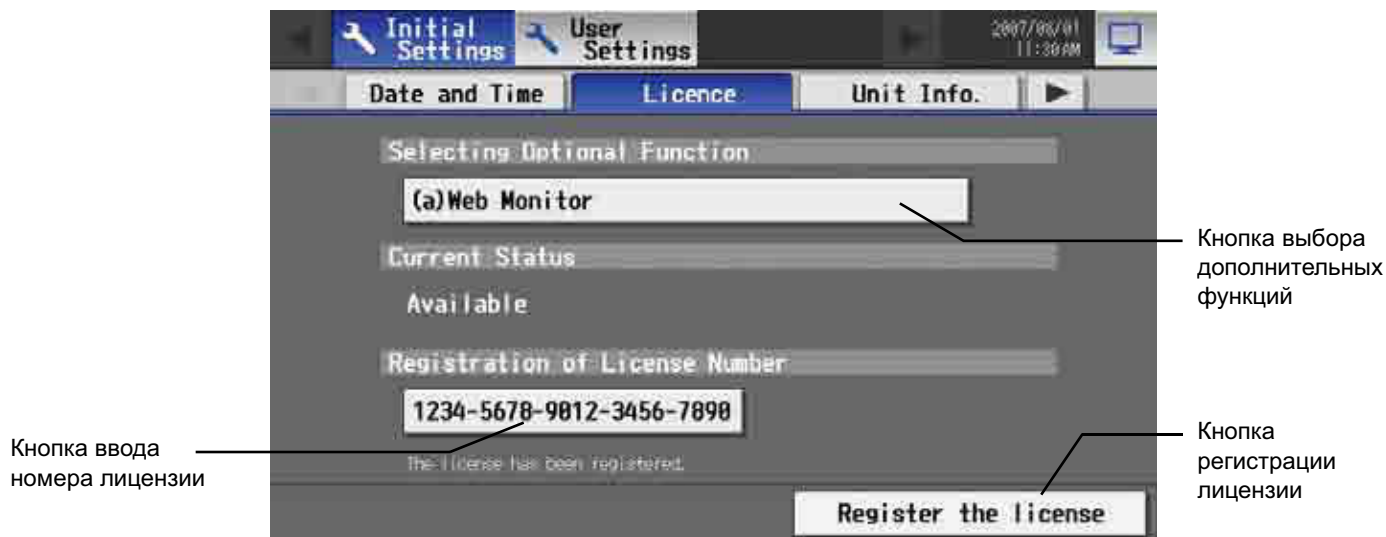 Initial Settings
User Settings
2007/08/01
11:30 AM
Date and Time
Licence
Unit Info.
Selecting Optional Function
(a)Web Monitor
Кнопка выбора
дополнительных
функций
Current Status
Available
Registration of License Number
1234-5678-9012-3456-7890
Кнопка ввода
номера лицензии
The license has been registered.
Кнопка
регистрации
лицензии
Register the license